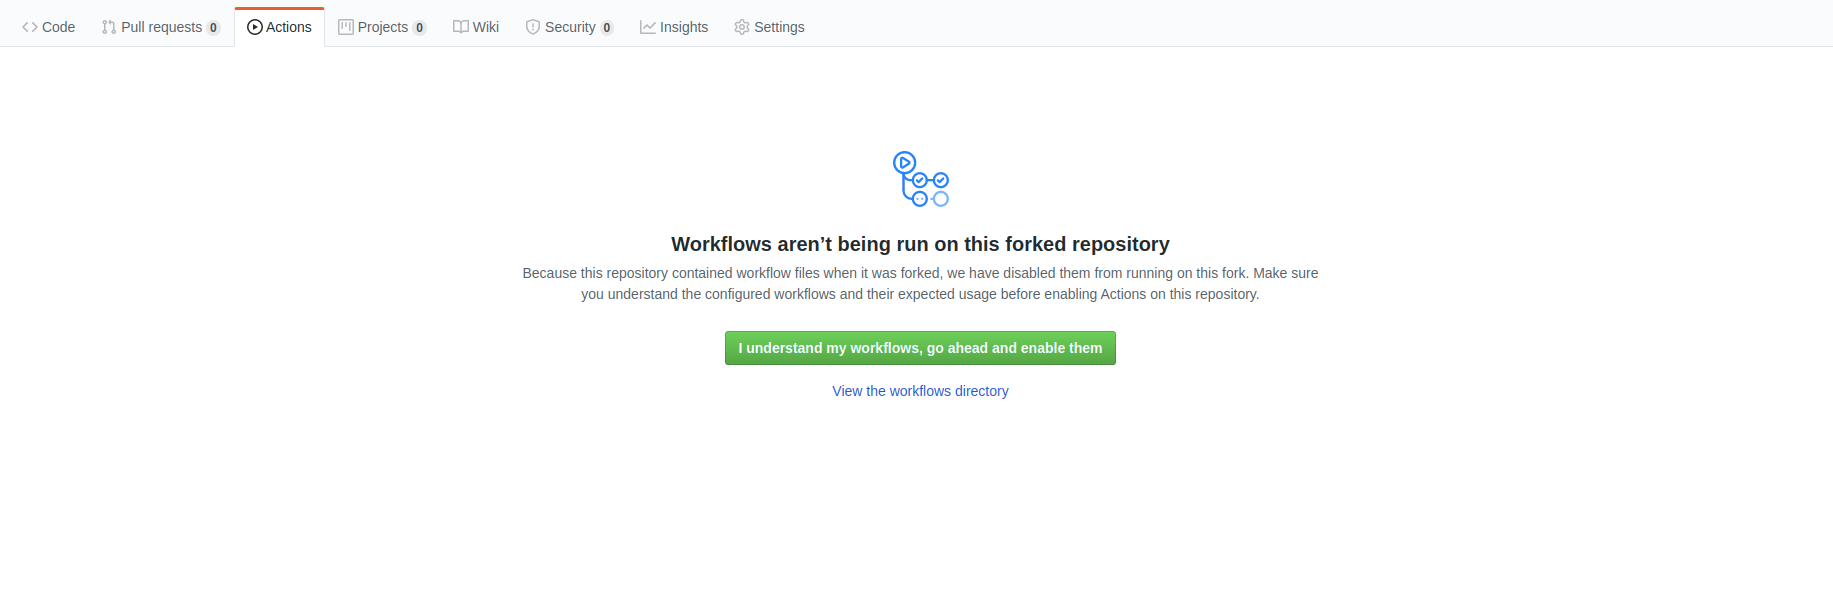 Code Pull requests 0 Actions Projects 0 Wiki Security 0 Insights Settings
Workflows aren’t being run on this forked repository
Because this repository contained workflow files when it was forked, we have disabled them from running on this fork. Make sure
you understand the configured workflows and their expected usage before enabling Actions on this repository.
I understand my workflows, go ahead and enable them
View the workflows directory